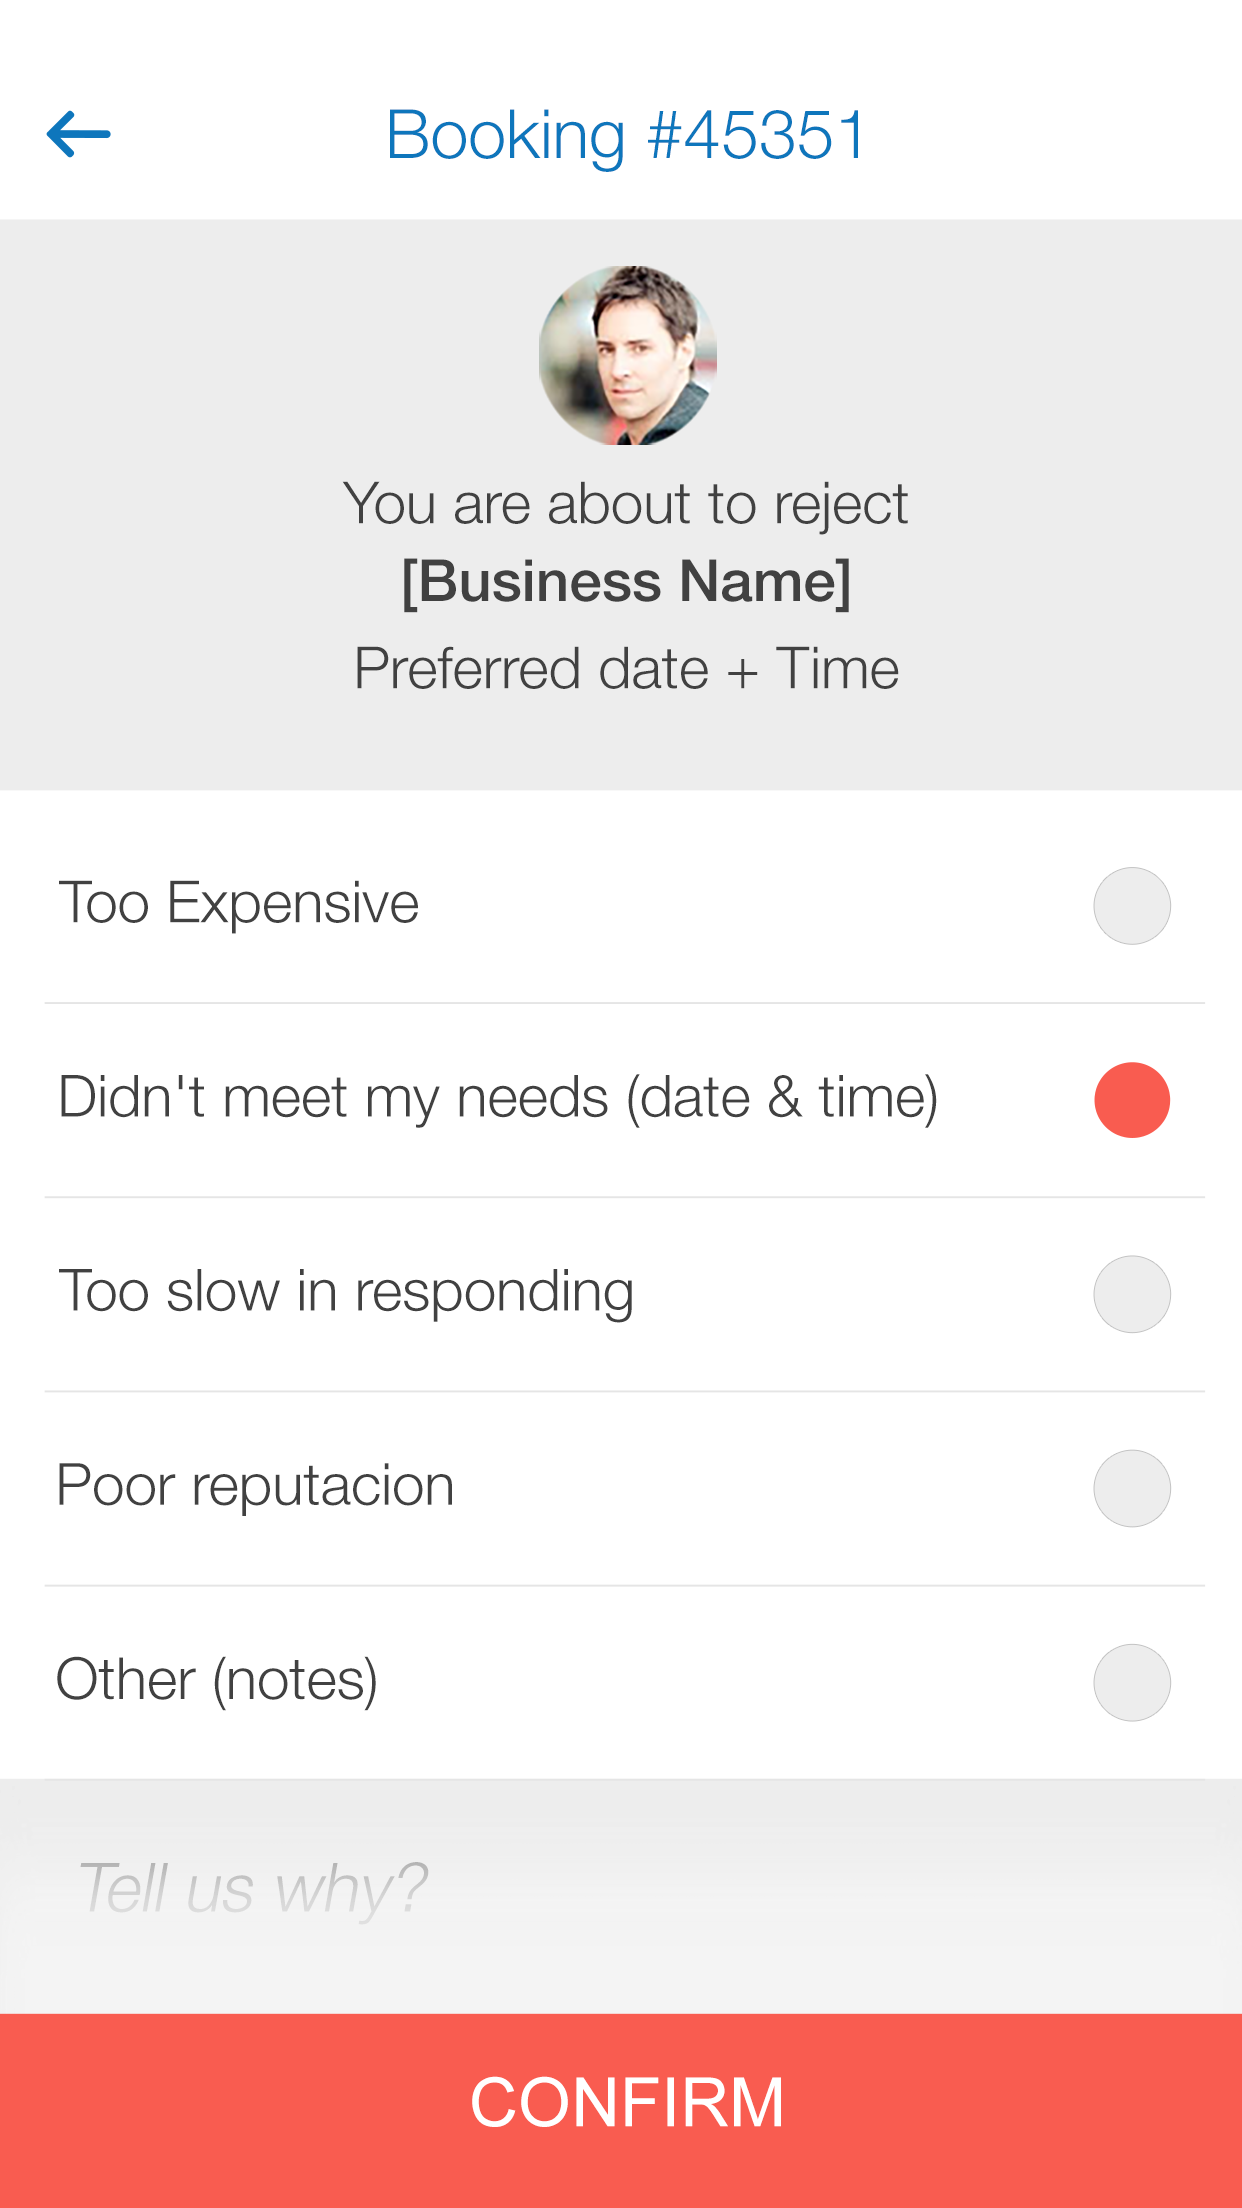 Booking #45351
You are about to reject
[Business Name]
Preferred date + Time
Too Expensive
Didn't meet my needs (date & time)
Too slow in responding
Poor reputacion
Other (notes)
Tell us why?
CONFIRM